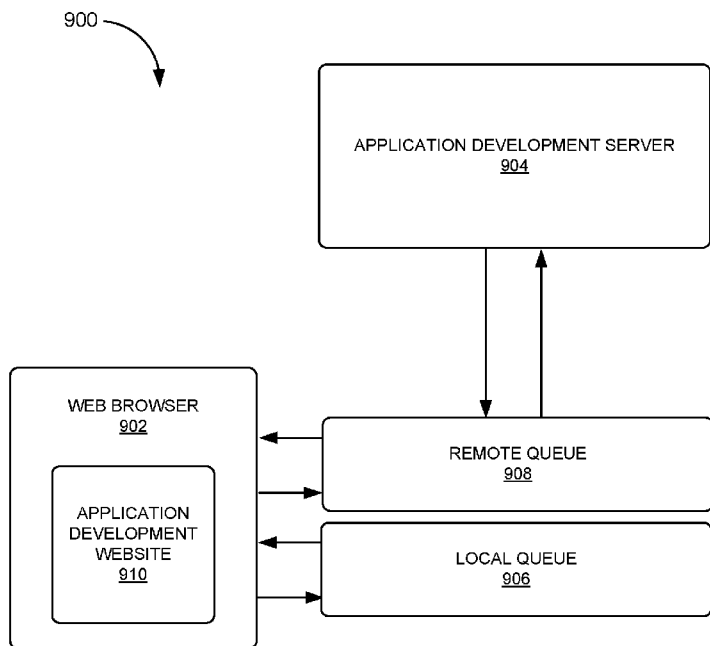 900
APPLICATION DEVELOPMENT SERVER
904
WEB BROWSER
902
REMOTE QUEUE
908
APPLICATION
DEVELOPMENT
WEBSITE
910
LOCAL QUEUE
906